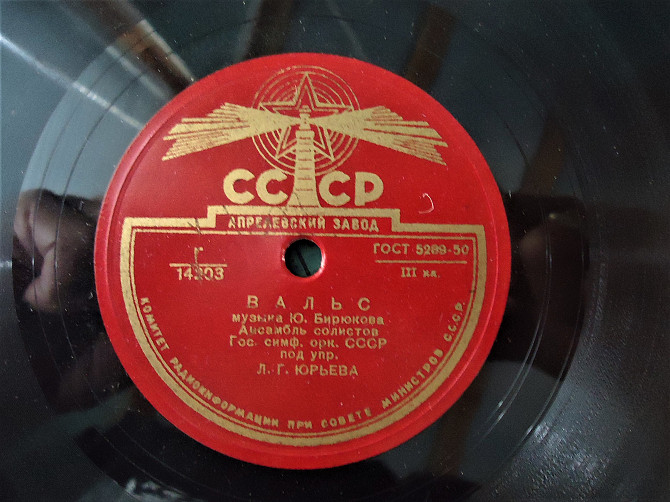 СССР
АПРЕЛЕВСКИЙ ЗАВОД
Г
14303
ГОСТ 5289-50
III кл.
ВАЛЬС
музыка Ю. Бирюкова
Ансамбль солистов
Гос. симф. орк. СССР
под упр.
Л. Г. ЮРЬЕВА
КОМИТЕТ РАДИОИНФОРМАЦИИ ПРИ СОВЕТЕ МИНИСТРОВ С.С.С.Р.